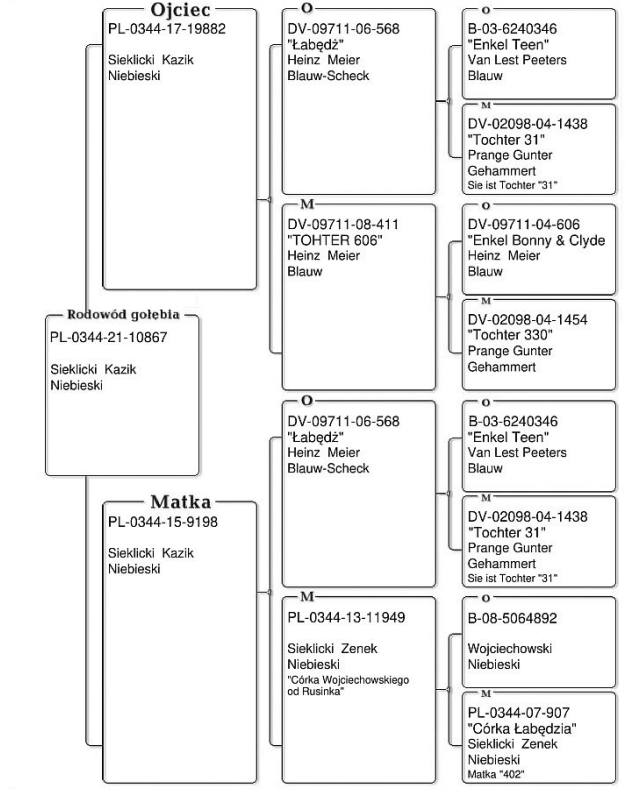 Rodowód gołębia
PL-0344-21-10867
Sieklicki Kazik
Niebieski
Ojciec
PL-0344-17-19882
Sieklicki Kazik
Niebieski
O
DV-09711-06-568
"Łabędź"
Heinz Meier
Blauw-Scheck
O
B-03-6240346
"Enkel Teen"
Van Lest Peeters
Blauw
M
DV-02098-04-1438
"Tochter 31"
Prange Gunter
Gehammert
Sie ist Tochter "31"
M
DV-09711-08-411
"TOHTER 606"
Heinz Meier
Blauw
O
DV-09711-04-606
"Enkel Bonny & Clyde
Heinz Meier
Blauw
M
DV-02098-04-1454
"Tochter 330"
Prange Gunter
Gehammert
Matka
PL-0344-15-9198
Sieklicki Kazik
Niebieski
O
DV-09711-06-568
"Łabędź"
Heinz Meier
Blauw-Scheck
O
B-03-6240346
"Enkel Teen"
Van Lest Peeters
Blauw
M
DV-02098-04-1438
"Tochter 31"
Prange Gunter
Gehammert
Sie ist Tochter "31"
M
PL-0344-13-11949
Sieklicki Zenek
Niebieski
"Córka Wojciechowskiego
od Rusinka"
O
B-08-5064892
Wojciechowski
Niebieski
M
PL-0344-07-907
"Córka Łabędzia"
Sieklicki Zenek
Niebieski
Matka "402"